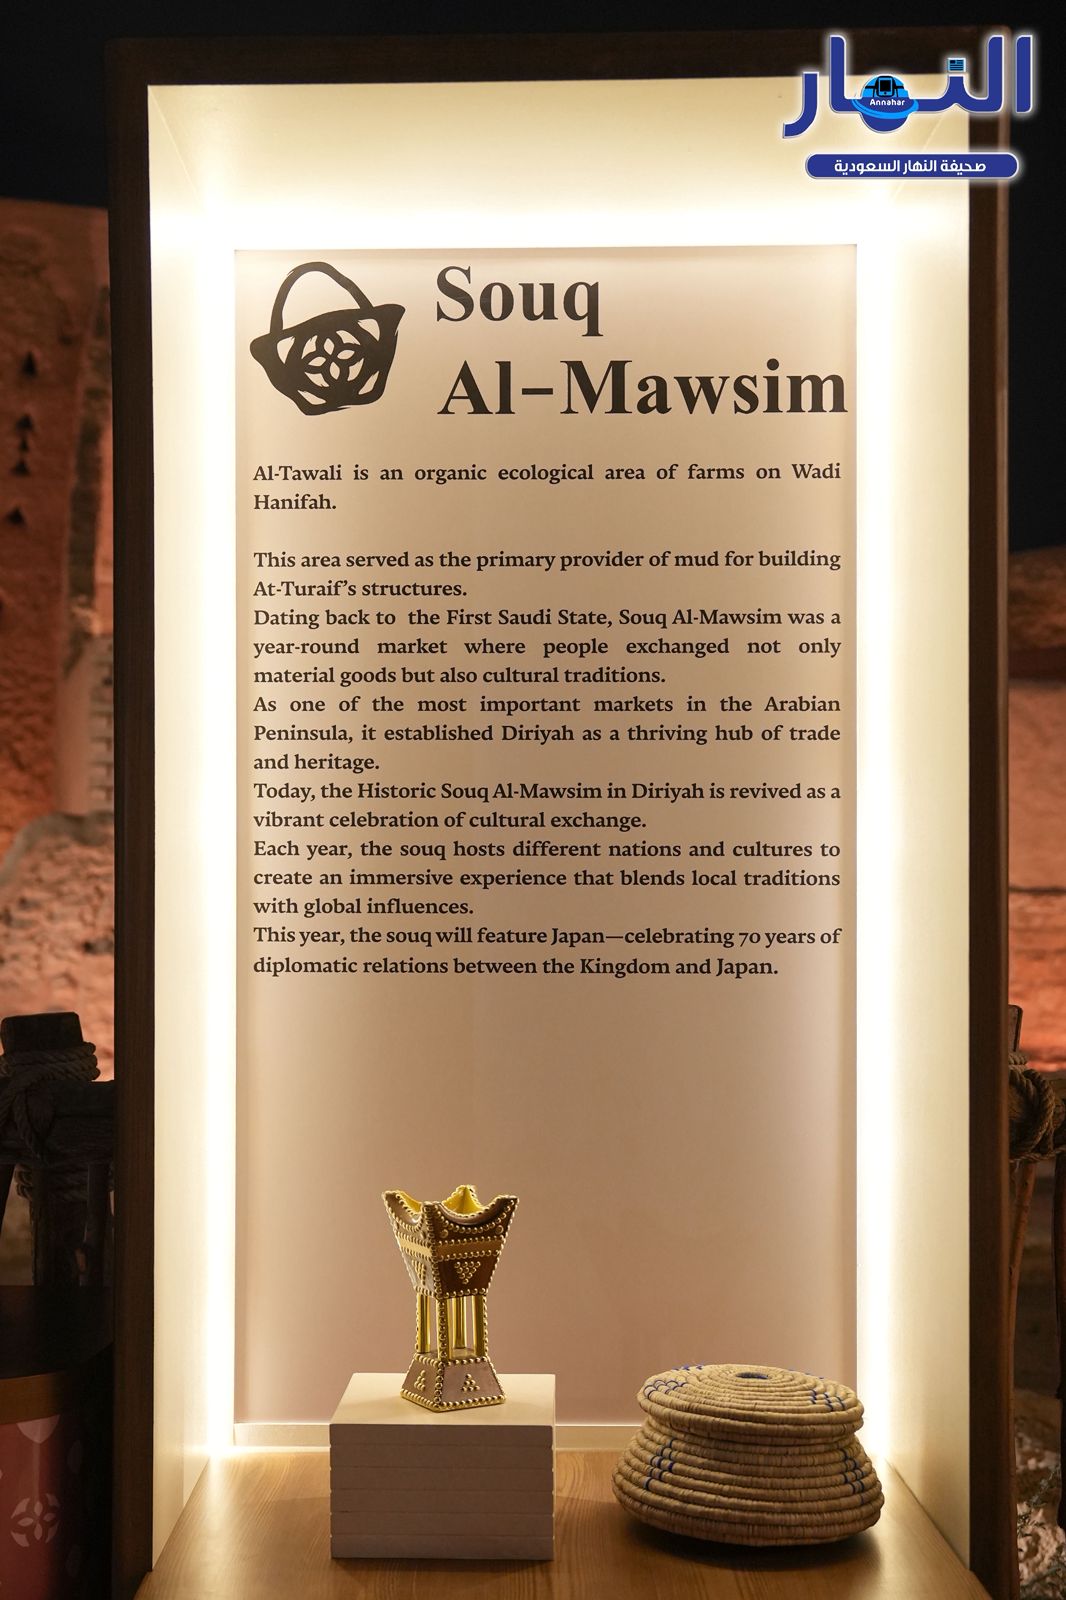 النهار
Annahar
صحيفة النهار السعودية
Souq
Al-Mawsim
Al-Tawali is an organic ecological area of farms on Wadi
Hanifah.
This area served as the primary provider of mud for building
At-Turaif’s structures.
Dating back to the First Saudi State, Souq Al-Mawsim was a
year-round market where people exchanged not only
material goods but also cultural traditions.
As one of the most important markets in the Arabian
Peninsula, it established Diriyah as a thriving hub of trade
and heritage.
Today, the Historic Souq Al-Mawsim in Diriyah is revived as a
vibrant celebration of cultural exchange.
Each year, the souq hosts different nations and cultures to
create an immersive experience that blends local traditions
with global influences.
This year, the souq will feature Japan—celebrating 70 years of
diplomatic relations between the Kingdom and Japan.